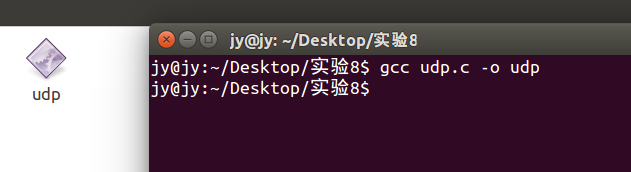 jy@jy: ~/Desktop/实验8
jy@jy:~/Desktop/实验8$ gcc udp.c -o udp
jy@jy:~/Desktop/实验8$
udp